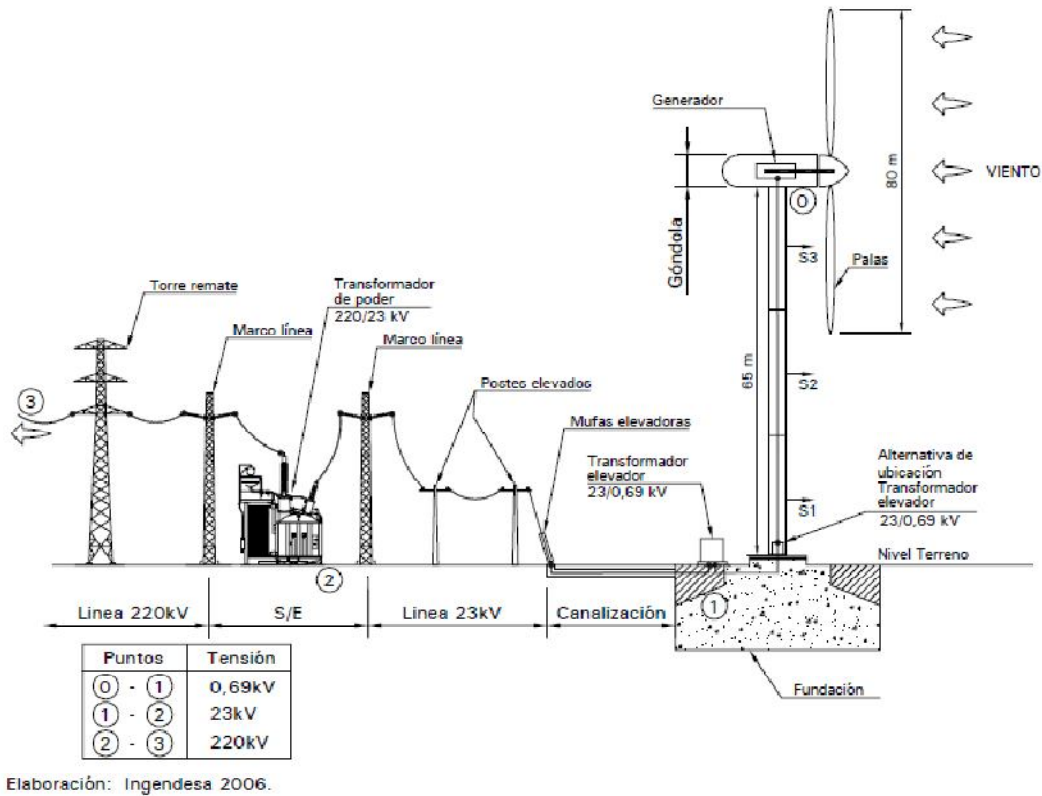 Generador
VIENTO
80 m
0
Góndola
S3
Palas
Transformador
de poder
220/23 kV
Torre remate
Marco línea
Marco línea
65 m
Postes elevados
S2
3
Mufas elevadoras
Alternativa de
ubicación
Transformador
elevador
23/0,69 kV
Transformador
elevador
23/0,69 kV
S1
Nivel Terreno
2
1
Linea 220kV
S/E
Linea 23kV
Canalización
Fundación
Puntos Tensión
0 - 1 0,69kV
1 - 2 23kV
2 - 3 220kV
Elaboración: Ingendesa 2006.